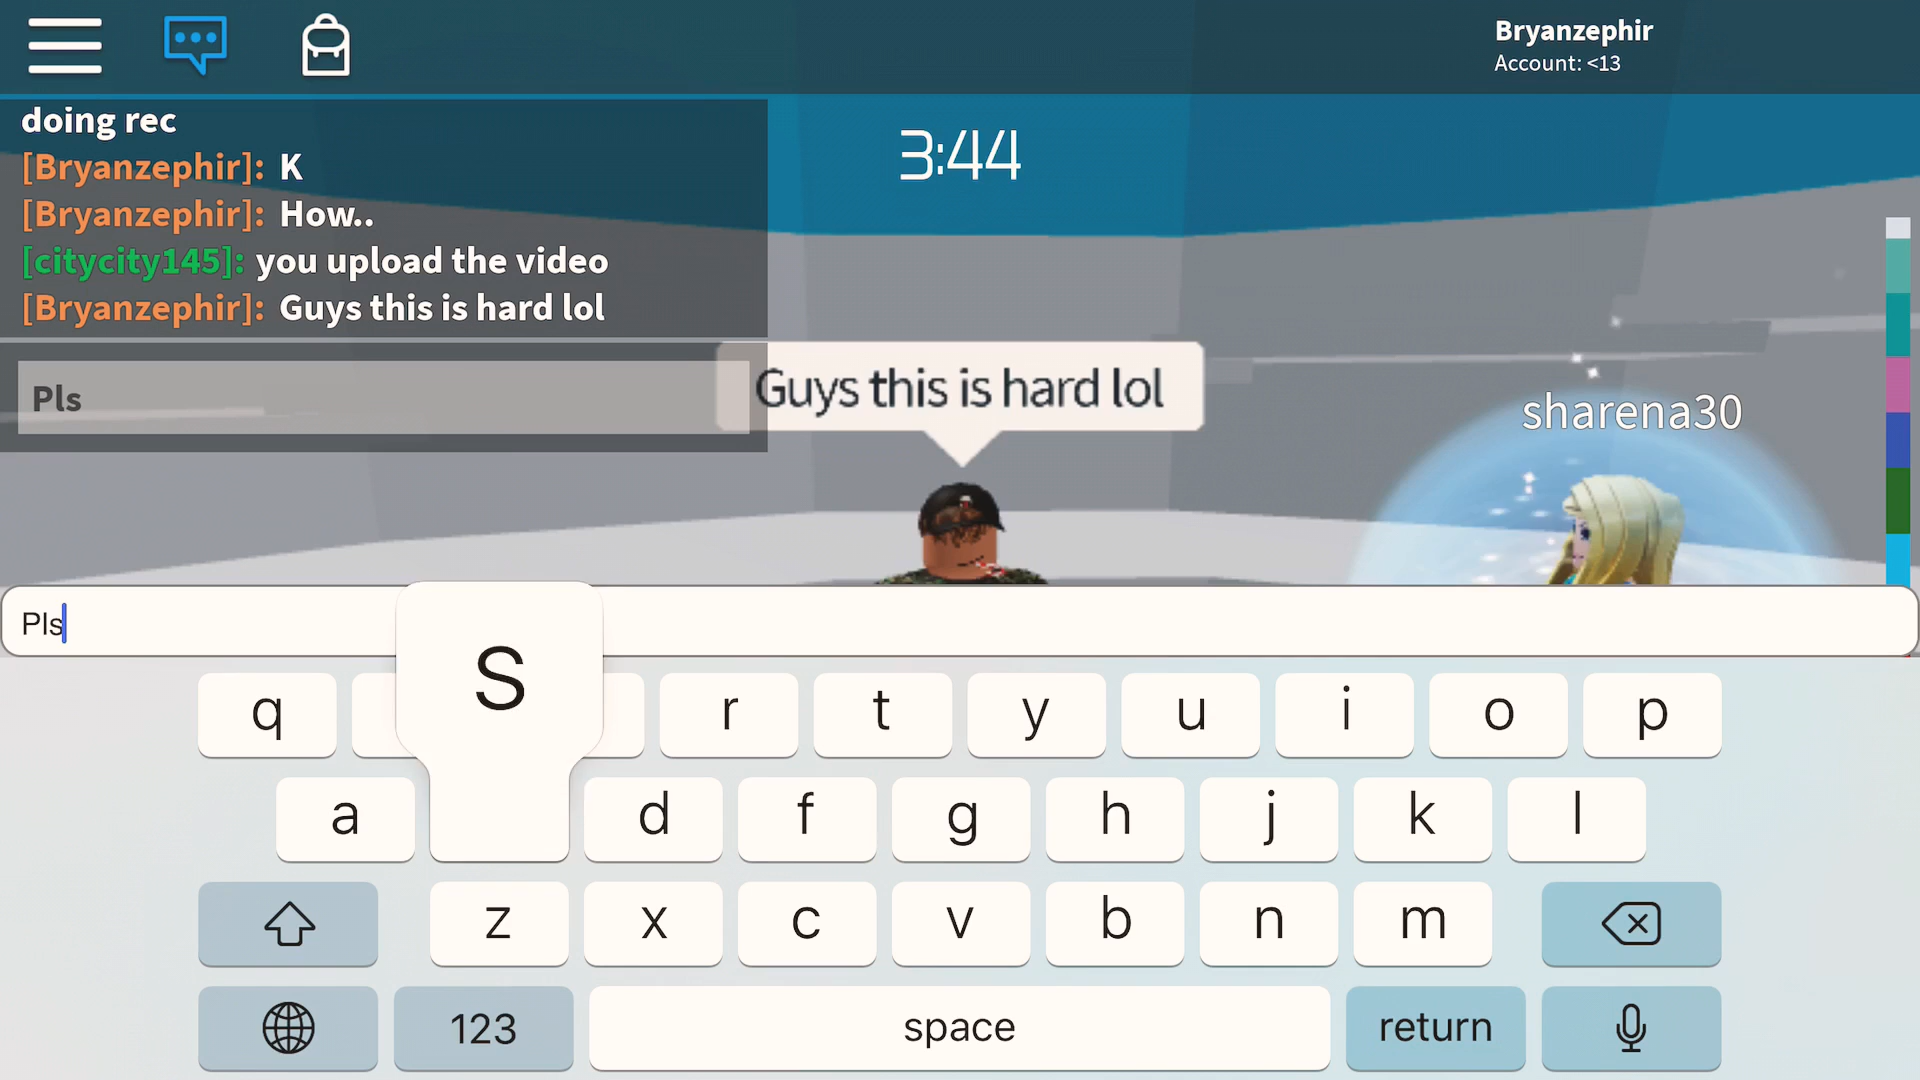 Bryanzephir
Account: <13
doing rec
[Bryanzephir]: K
[Bryanzephir]: How..
[citycity145]: you upload the video
[Bryanzephir]: Guys this is hard lol
Pls
3:44
Guys this is hard lol
sharena30
Pls
S
q r t y u i o p
a d f g h j k l
z x c v b n m
123 space return